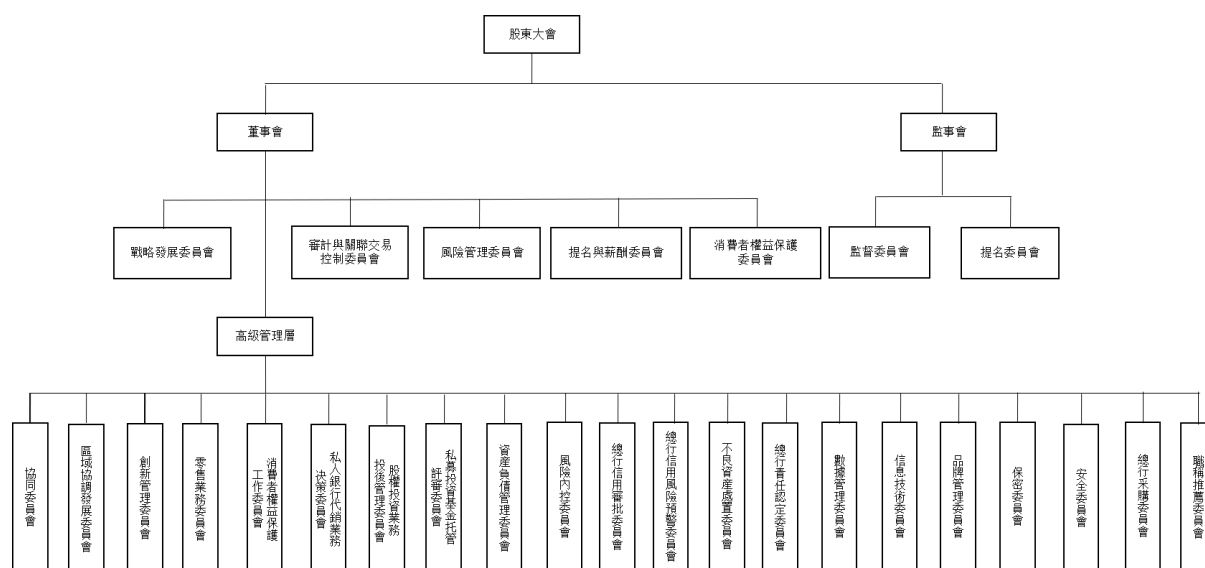 股東大會
董事會
監事會
戰略發展委員會
審計與關聯交易
控制委員會
風險管理委員會
提名與薪酬委員會
消費者權益保護
委員會
監督委員會
提名委員會
高級管理層
協同委員會
區域協調發展委員會
創新管理委員會
零售業務委員會
消費者權益保護
工作委員會
私人銀行代銷業務
決策委員會
股權投資業務
投後管理委員會
私募投資基金托管
評審委員會
資產負債管理委員會
風險內控委員會
總行信用審批委員會
總行信用風險預警委員會
不良資產處置委員會
總行責任認定委員會
數據管理委員會
信息技術委員會
品牌管理委員會
保密委員會
安全委員會
總行采購委員會
職稱推薦委員會